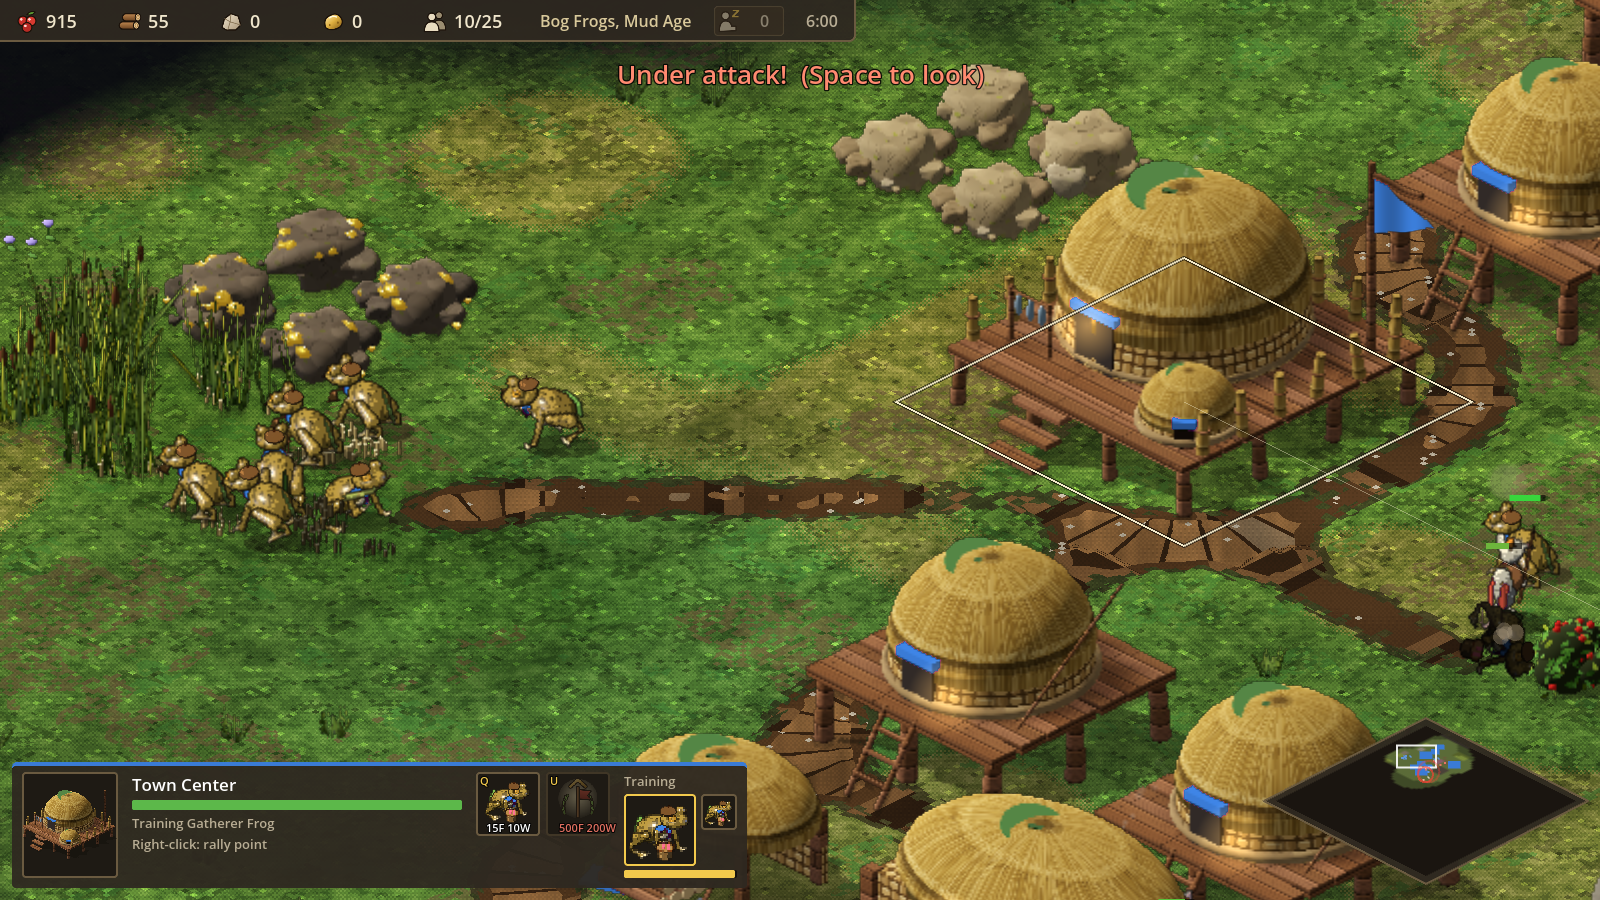 915 55 0 0 10/25 Bog Frogs, Mud Age z 0 6:00
Under attack! (Space to look)
Town Center
Training Gatherer Frog
Right-click: rally point
Q
15F 10W
U
500F 200W
Training